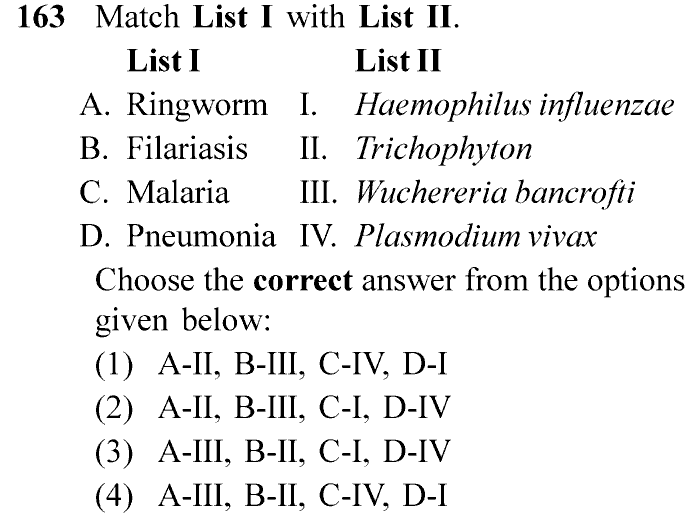 163 Match List I with List II.
List I List II
A. Ringworm I. Haemophilus influenzae
B. Filariasis II. Trichophyton
C. Malaria III. Wuchereria bancrofti
D. Pneumonia IV. Plasmodium vivax
Choose the correct answer from the options
given below:
(1) A-II, B-III, C-IV, D-I
(2) A-II, B-III, C-I, D-IV
(3) A-III, B-II, C-I, D-IV
(4) A-III, B-II, C-IV, D-I